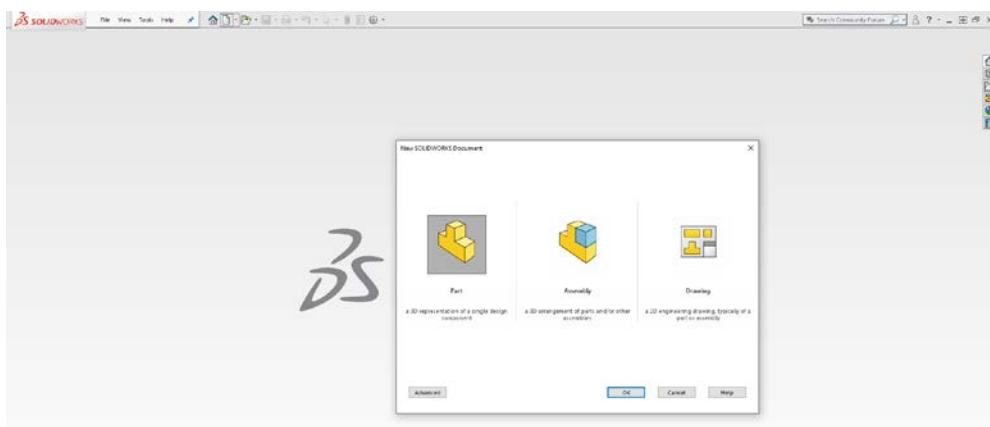 DS SOLIDWORKS File View Tools Help
Search Community Forum
New SOLIDWORKS Document
Part
a 3D representation of a single design
component
Assembly
a 3D arrangement of parts and/or other
assemblies
Drawing
a 2D engineering drawing, typically of a
part or assembly
DS
Advanced OK Cancel Help